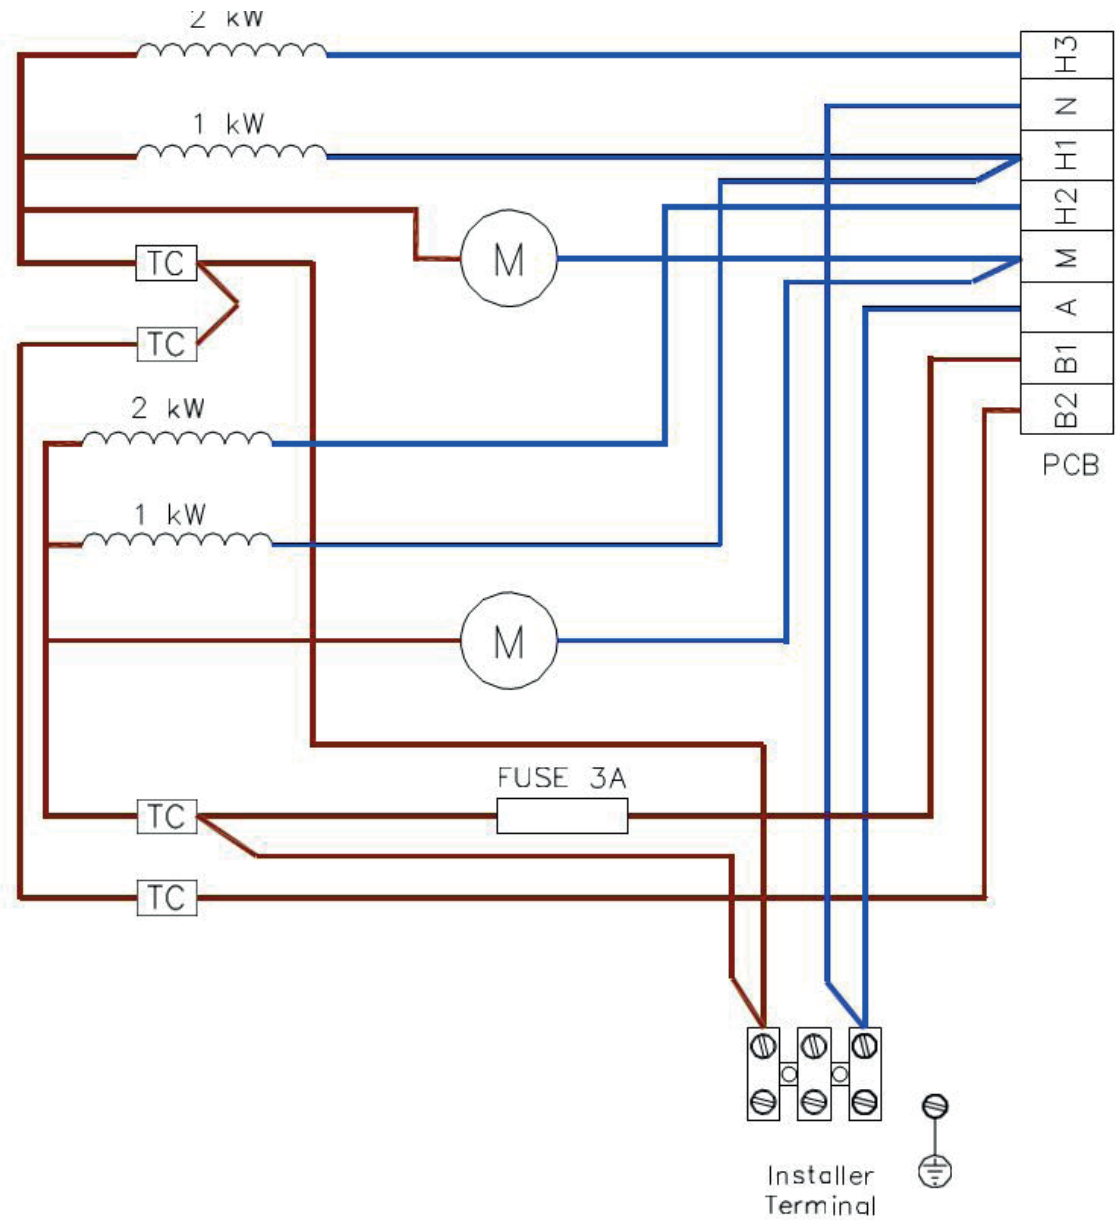 2 kW
H3
N
1 kW
H1
H2
M
M
TC
A
TC
B1
2 kW
B2
PCB
1 kW
M
FUSE 3A
TC
TC
Installer
Terminal